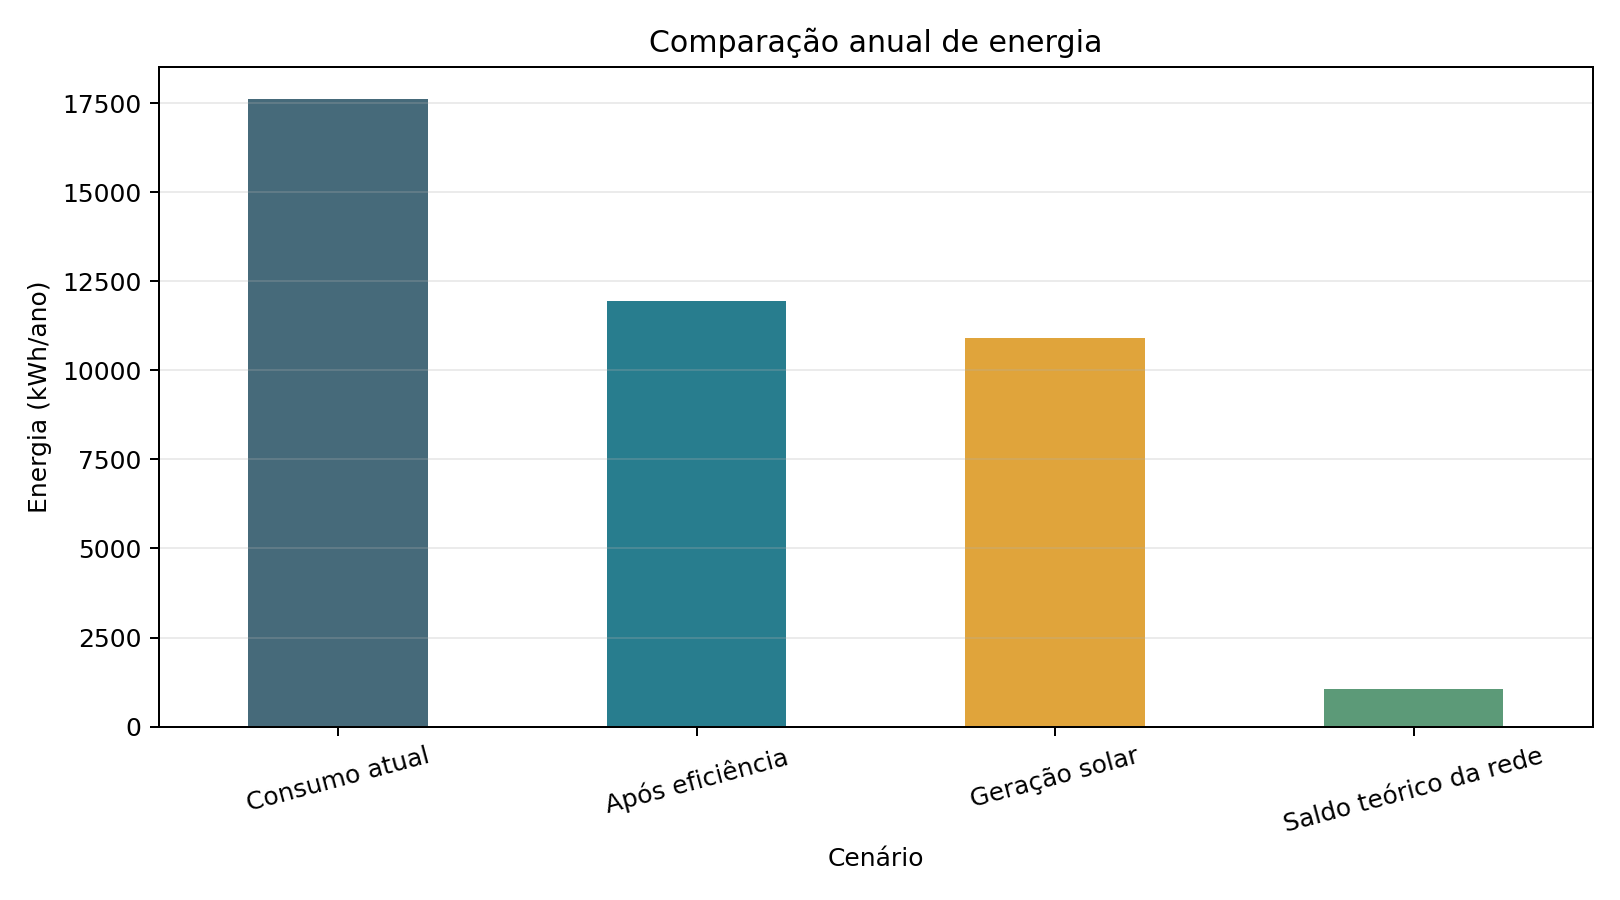 Comparação anual de energia
Energia (kWh/ano)
17500
15000
12500
10000
7500
5000
2500
0
Consumo atual
Após eficiência
Geração solar
Saldo teórico da rede
Cenário